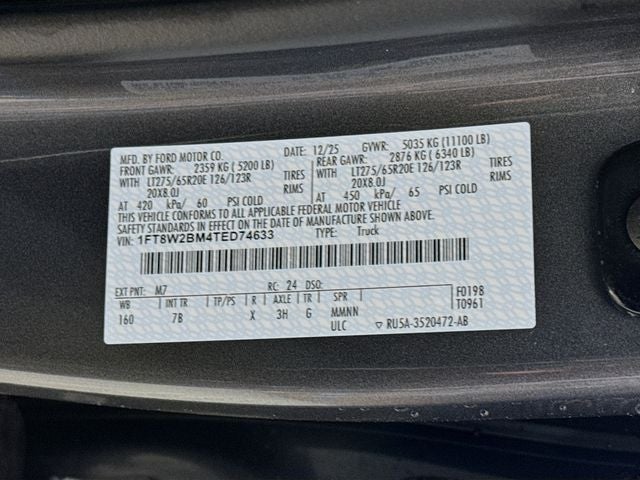 MFD. BY FORD MOTOR CO. DATE: 12/25 GVWR: 5035 KG (11100 LB)
FRONT GAWR: 2359 KG ( 5200 LB) REAR GAWR: 2876 KG ( 6340 LB)
WITH LT275/65R20E 126/123R TIRES WITH LT275/65R20E 126/123R TIRES
20X8.0J RIMS 20X8.0J RIMS
AT 420 kPa/ 60 PSI COLD AT 450 kPa/ 65 PSI COLD
THIS VEHICLE CONFORMS TO ALL APPLICABLE FEDERAL MOTOR VEHICLE
SAFETY STANDARDS IN EFFECT ON THE DATE OF MANUFACTURE SHOWN ABOVE.
VIN: 1FT8W2BM4TED74633 TYPE: Truck
EXT PNT: M7 RC: 24 DSO:
WB INT TR TP/PS R AXLE TR SPR F0198
160 7B X 3H G MMNN T0961
ULC ▽ RU5A-3520472-AB